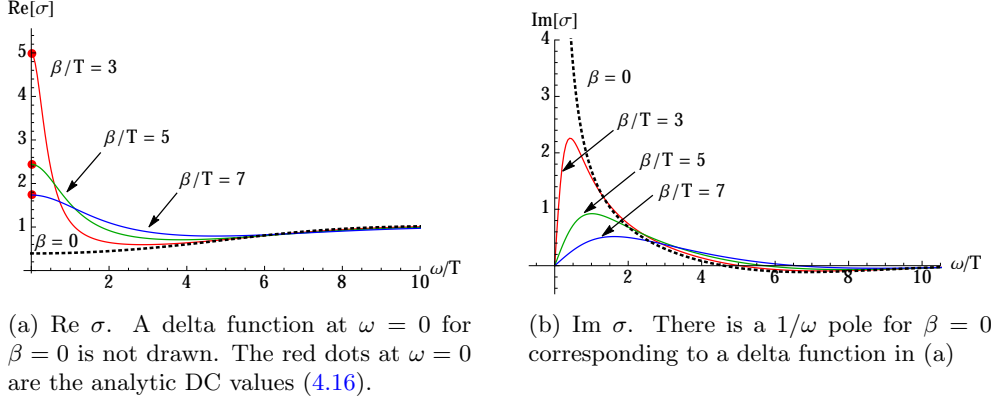 Re[σ]
5
4
3
2
1
β/T = 3
β/T = 5
β/T = 7
β=0
0 2 4 6 8 10 ω/T
Im[σ]
4
3
2
1
β=0
β/T = 3
β/T = 5
β/T = 7
2 4 6 8 10 ω/T
(a) Re σ. A delta function at ω = 0 for
β = 0 is not drawn. The red dots at ω = 0
are the analytic DC values (4.16).
(b) Im σ. There is a 1/ω pole for β = 0
corresponding to a delta function in (a)